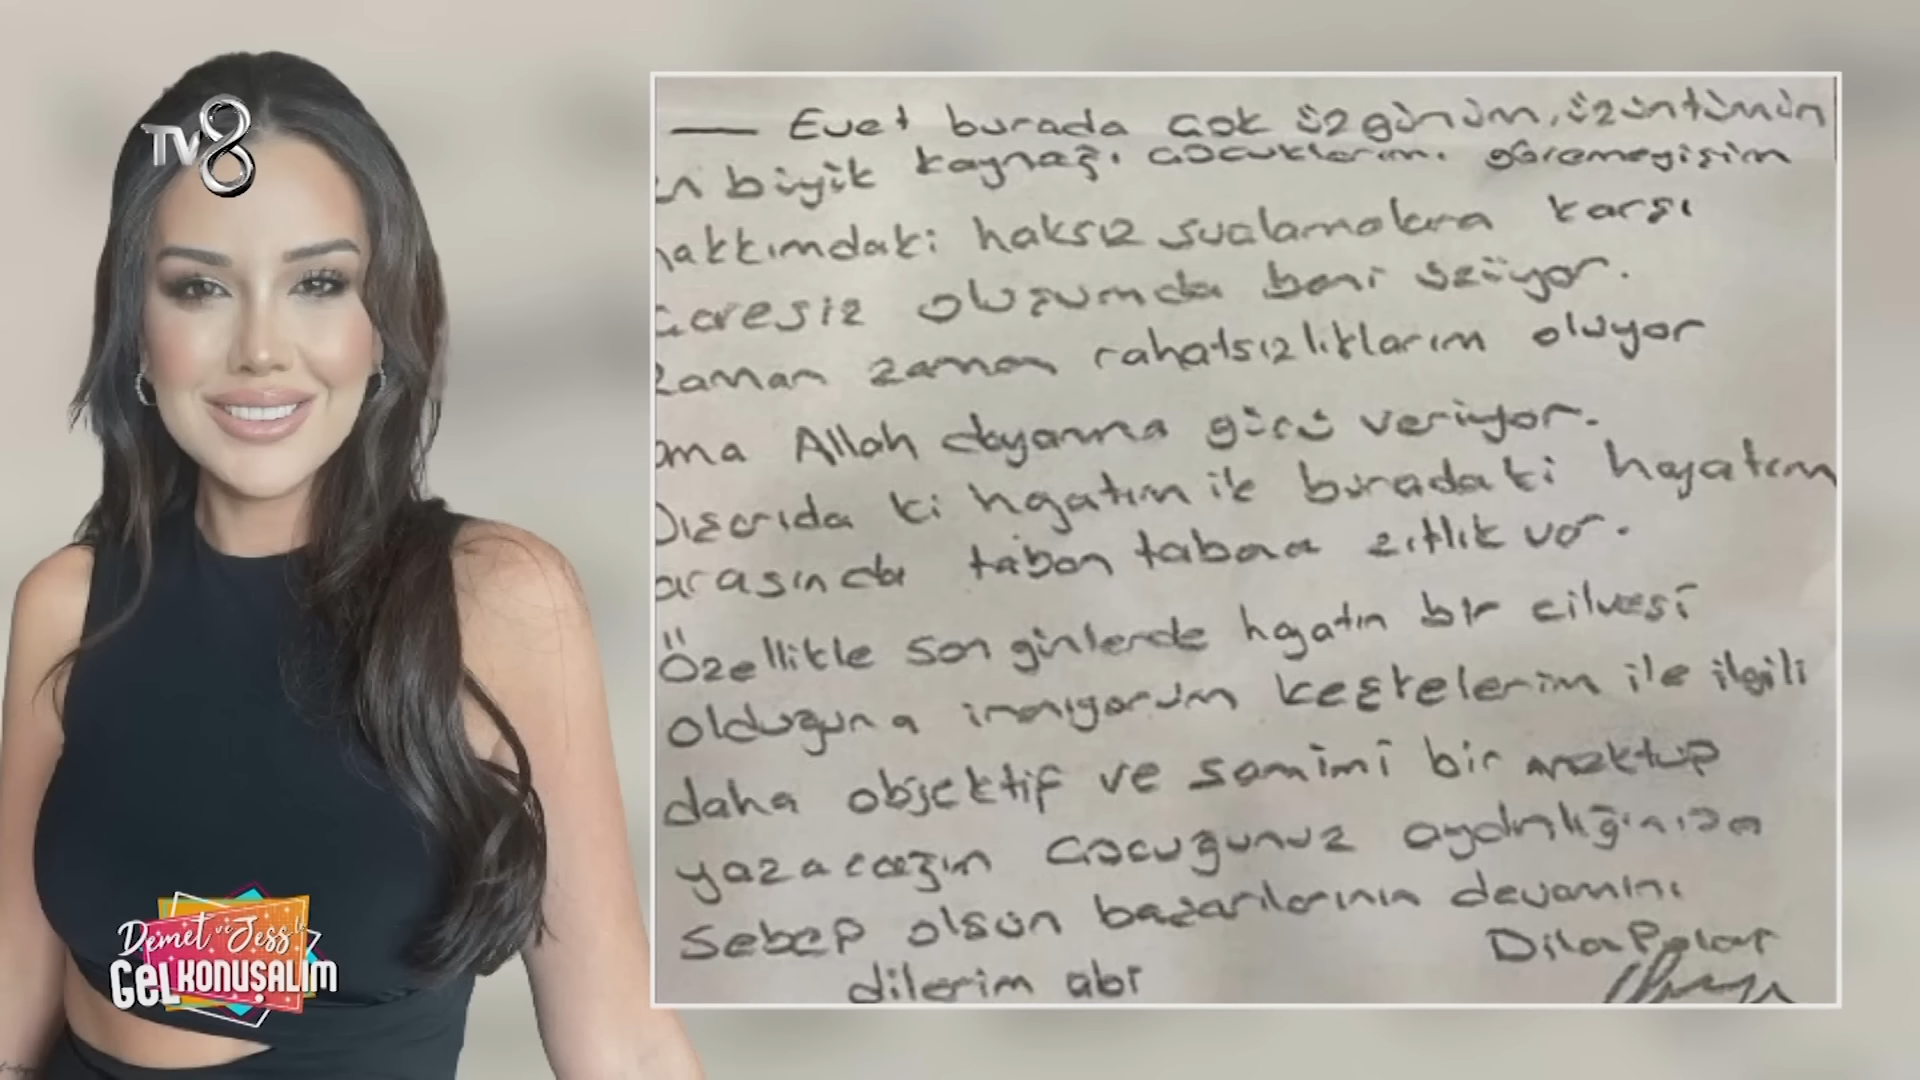 TV8
— Evet burada çok üzgünüm, üzüntümün
en büyük kaynağı çocuklarımı göremeyişim
hakkımdaki haksız suçlamalara karşı
çaresiz oluşumda beni üzüyor.
Zaman zaman rahatsızlıklarım oluyor
ama Allah dayanma gücü veriyor.
Dışarıda ki hayatım ile buradaki hayatım
arasında taban tabana zıtlık var.
Özellikle son günlerde hayatın bir cilvesi
olduğuna inanıyorum keşkelerim ile ilgili
daha objektif ve samimi bir mektup
yazacağım çocuğunuz aydınlığınıza
Sebep olsun başarılarının devamını
dilerim abi
Dilan Polat
Demet ve Jess'le
GEL KONUŞALIM